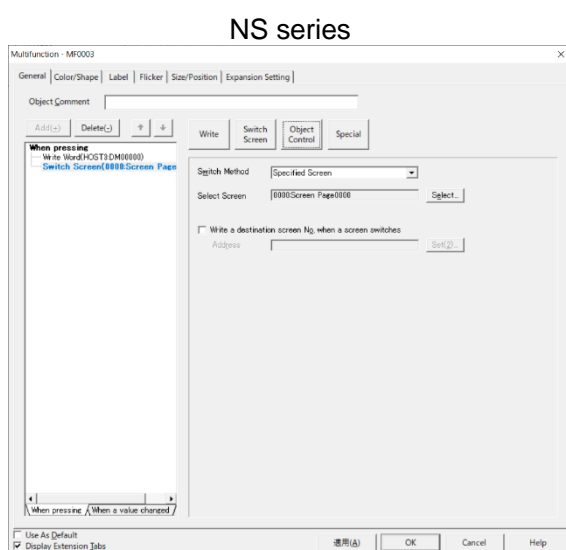 NS series
Multifunction - MF0003
General Color/Shape Label Flicker Size/Position Expansion Setting
Object Comment
Add(+) Delete(-) Write Switch Screen Object Control Special
When pressing
Write Word(HOST3:DM00000)
Switch Screen(0000:Screen Page
Switch Method Specified Screen
Select Screen 0000:Screen Page0000 Select...
Write a destination screen No. when a screen switches
Address Set(2)...
When pressing When a value changed
Use As Default
Display Extension Tabs
適用(A) OK Cancel Help